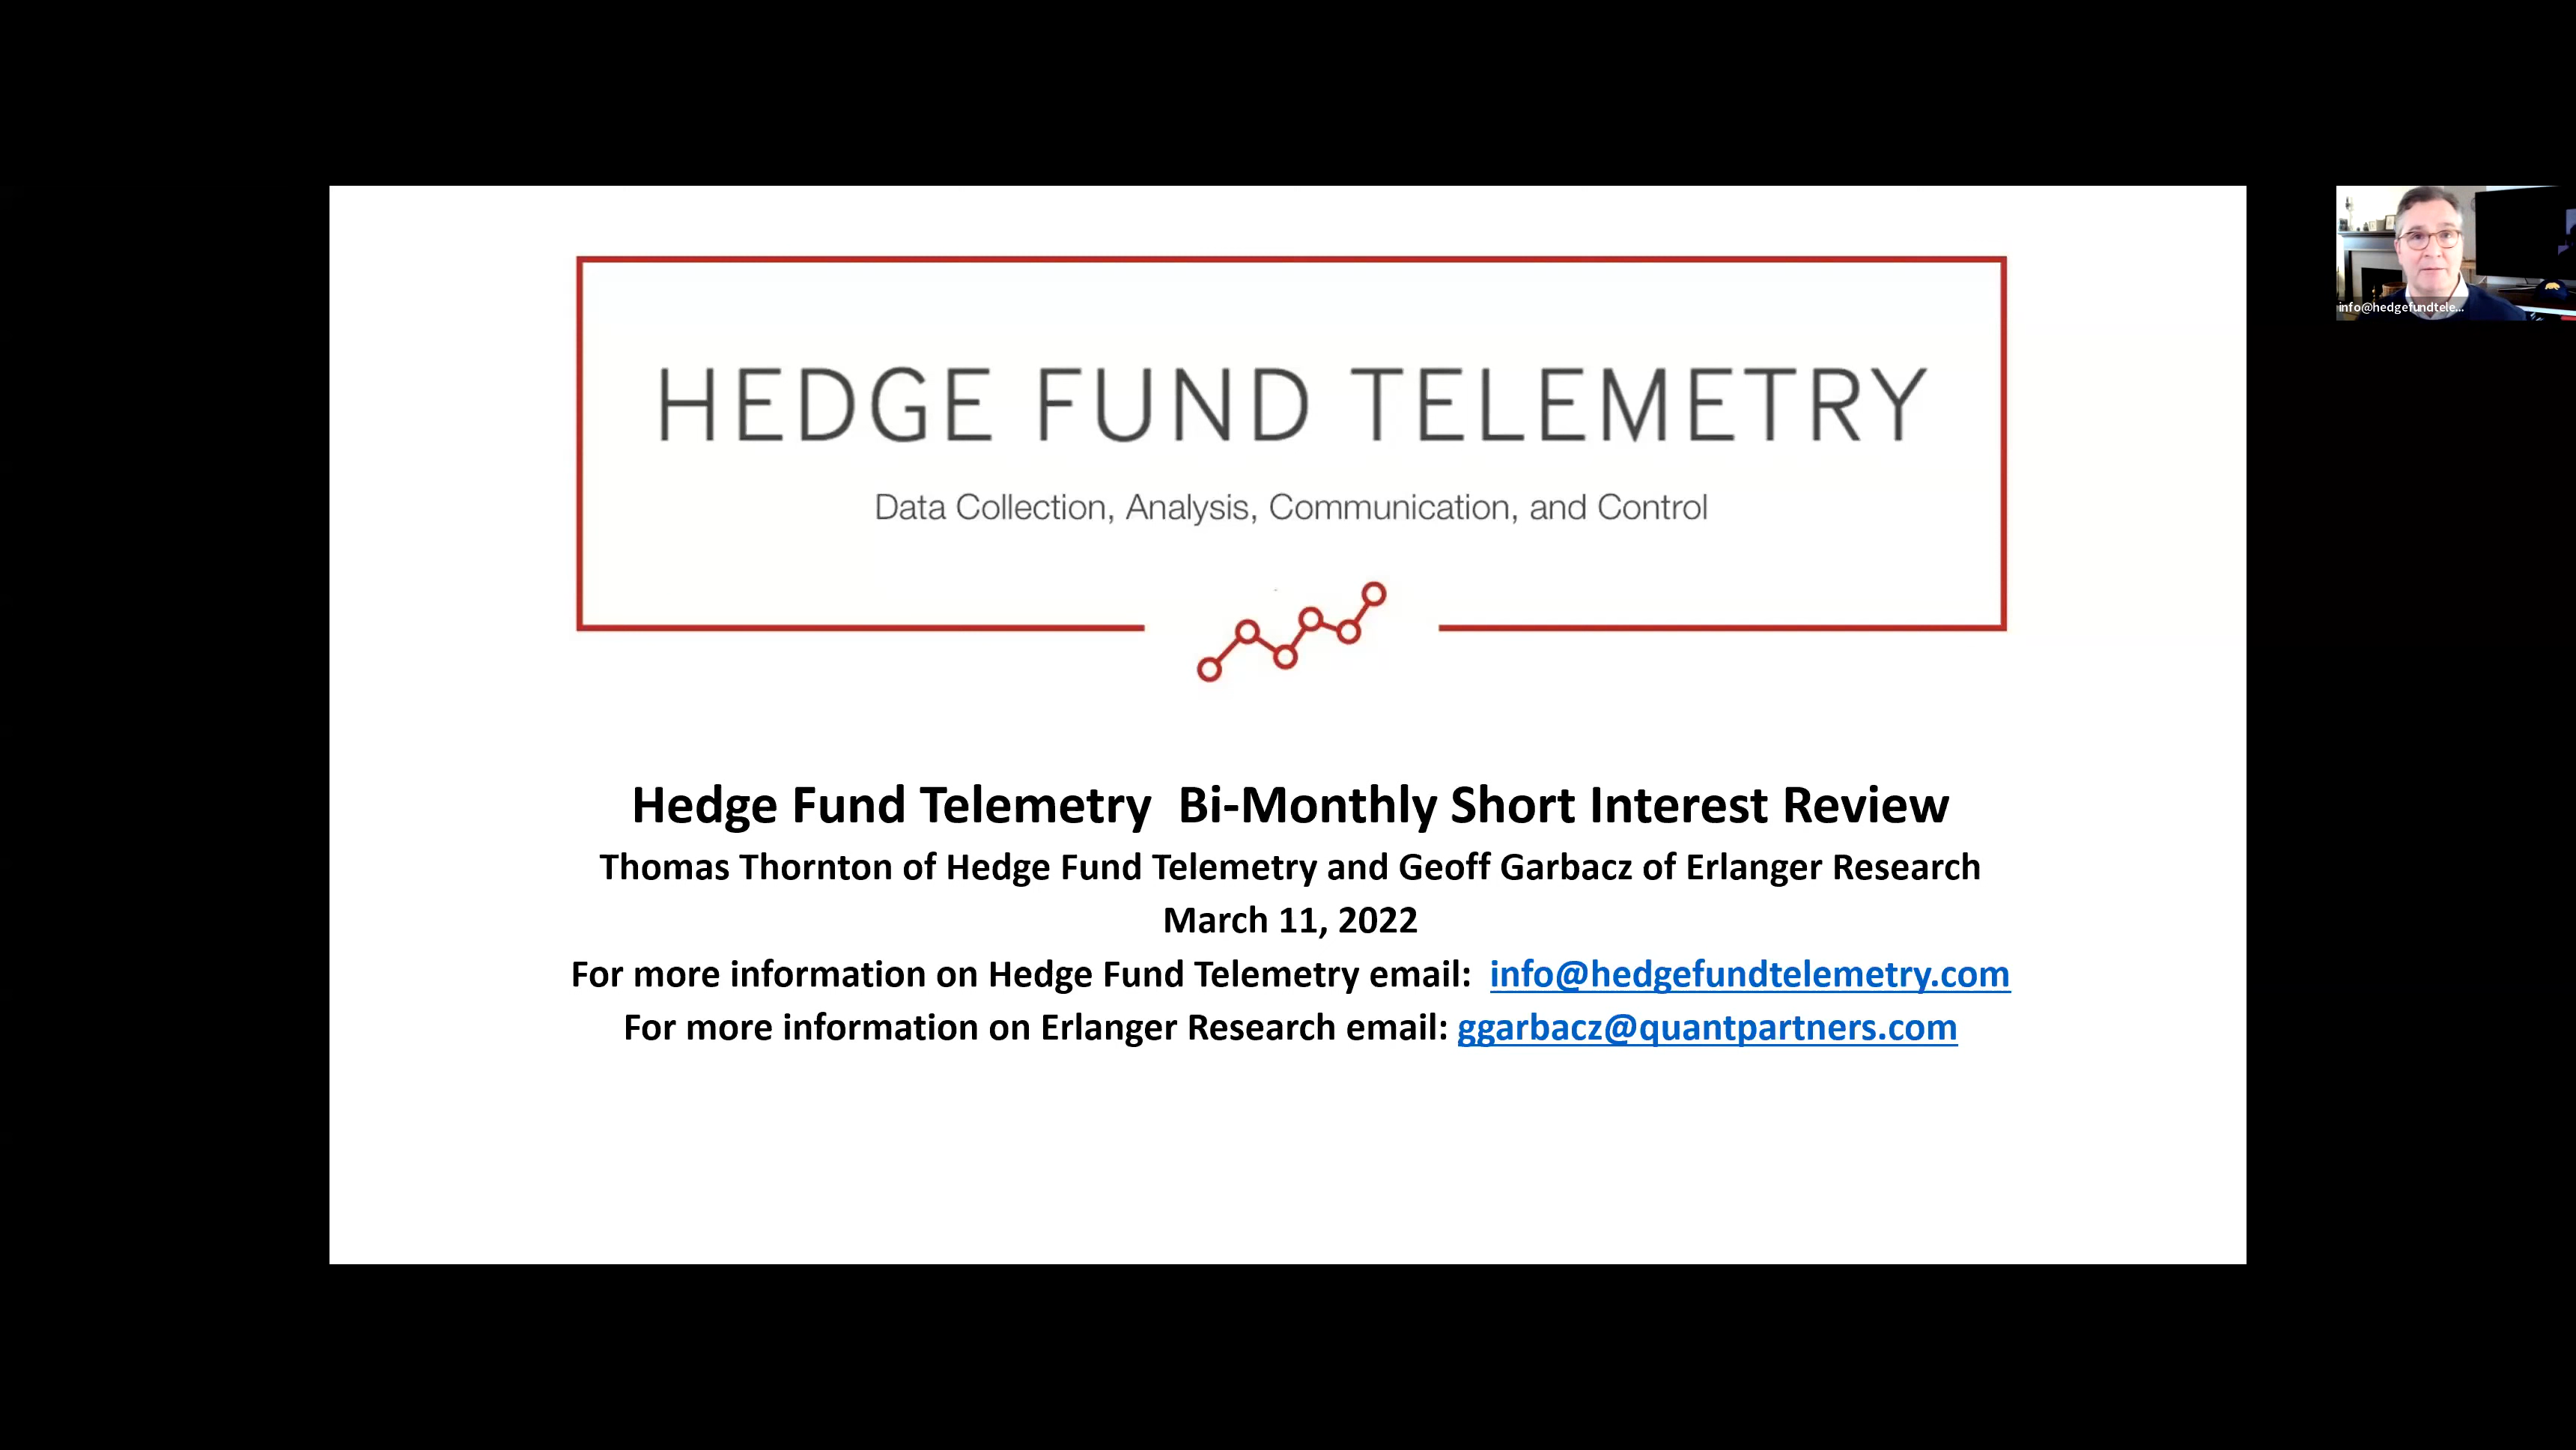 HEDGE FUND TELEMETRY
Data Collection, Analysis, Communication, and Control
info@hedgefundtele...
Hedge Fund Telemetry  Bi-Monthly Short Interest Review
Thomas Thornton of Hedge Fund Telemetry and Geoff Garbacz of Erlanger Research
March 11, 2022
For more information on Hedge Fund Telemetry email:  info@hedgefundtelemetry.com
For more information on Erlanger Research email: ggarbacz@quantpartners.com